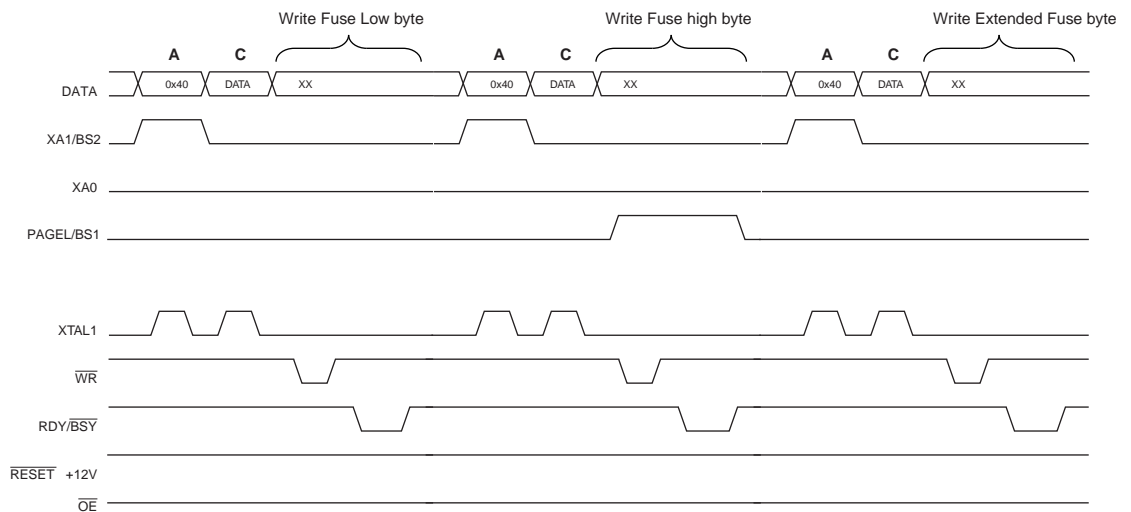 Write Fuse Low byte Write Fuse high byte Write Extended Fuse byte
A C A C A C
DATA 0x40 DATA XX 0x40 DATA XX 0x40 DATA XX
XA1/BS2
XA0
PAGEL/BS1
XTAL1
WR
RDY/BSY
RESET +12V
OE